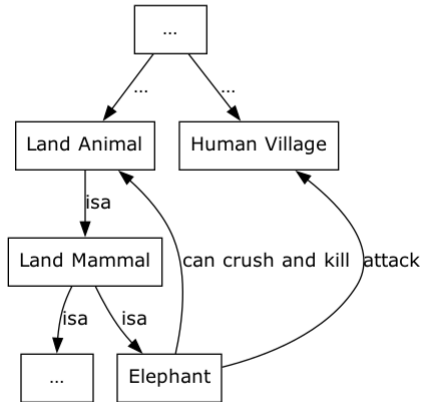 ...
...
...
Land Animal
Human Village
isa
Land Mammal
can crush and kill
attack
isa
isa
...
Elephant